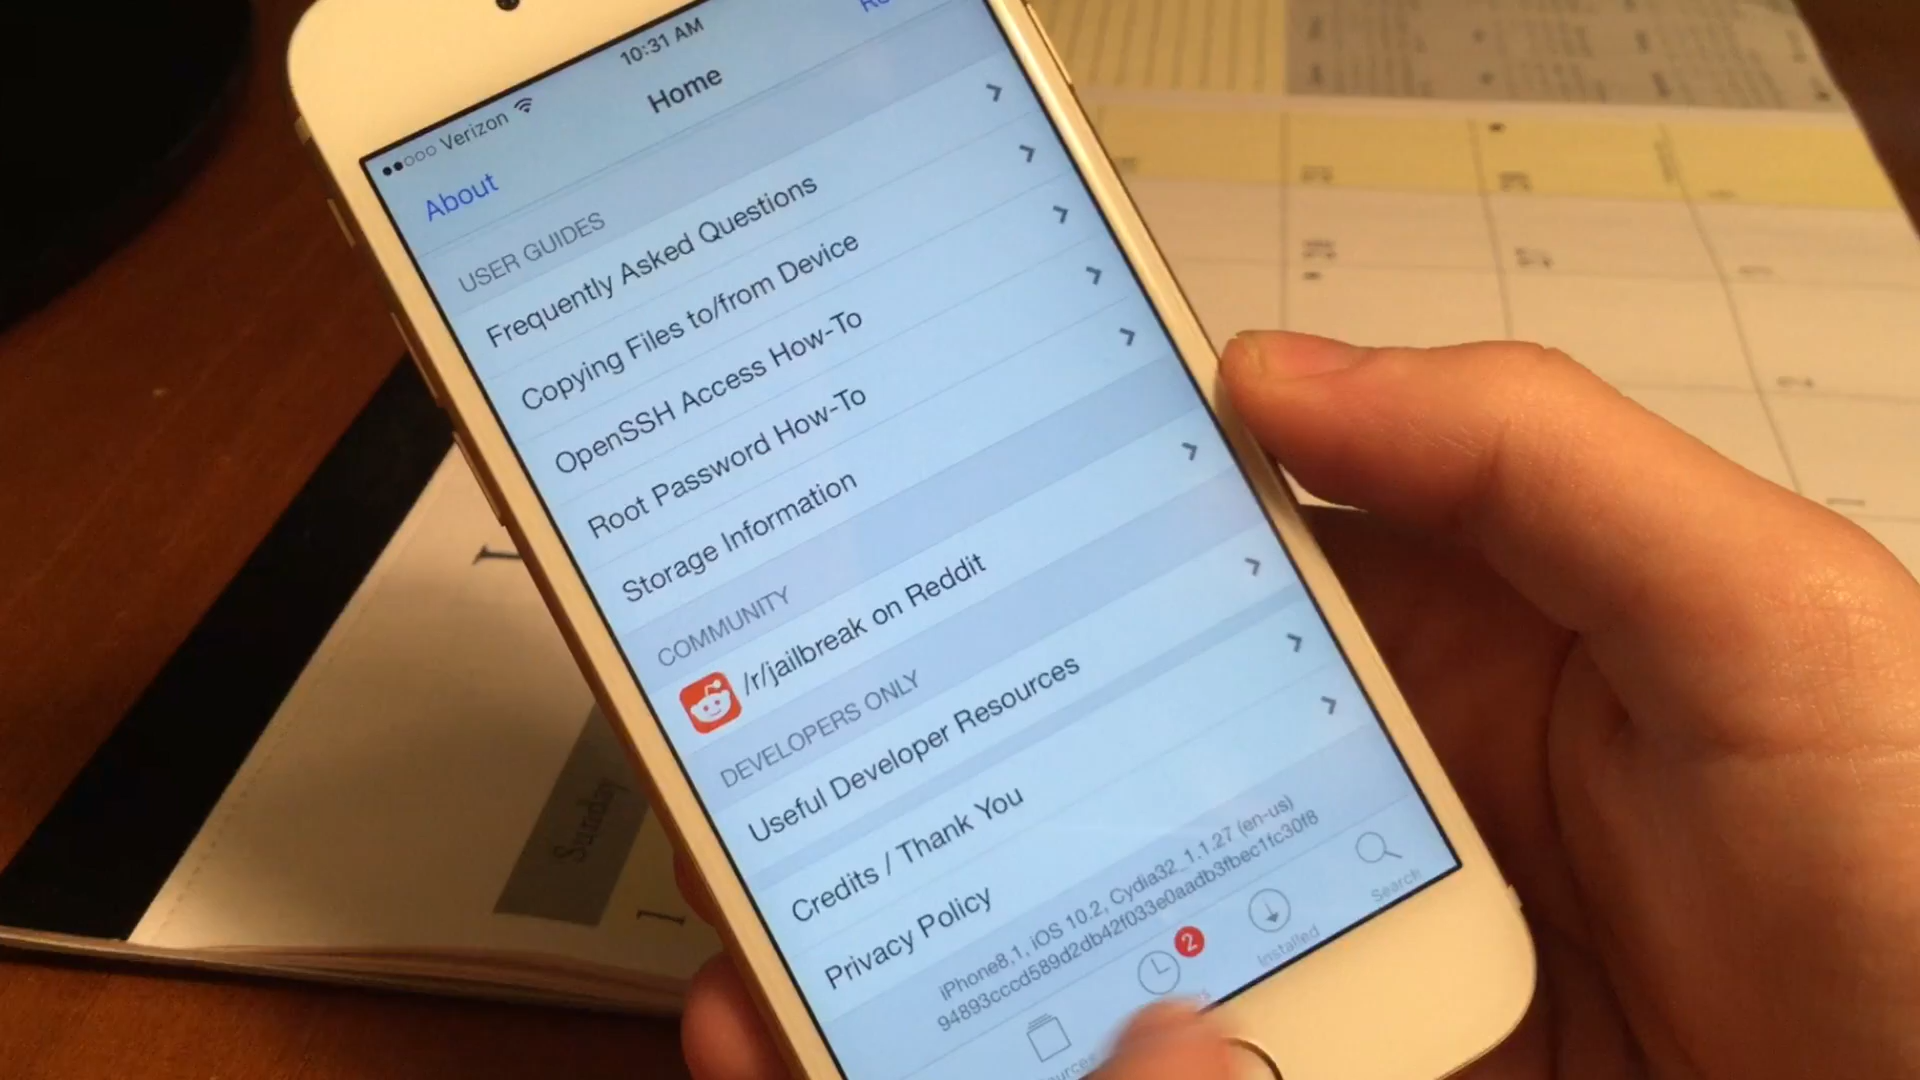 Verizon
10:31 AM
About
Home
USER GUIDES
Frequently Asked Questions
Copying Files to/from Device
OpenSSH Access How-To
Root Password How-To
Storage Information
COMMUNITY
/r/jailbreak on Reddit
DEVELOPERS ONLY
Useful Developer Resources
Credits / Thank You
Privacy Policy
iPhone8,1, iOS 10.2, Cydia32_1.1.27 (en-us)
94893cccd589d2db42f033e0aadb3fbec1fc30f8
2
Installed
Search
Sunday
1